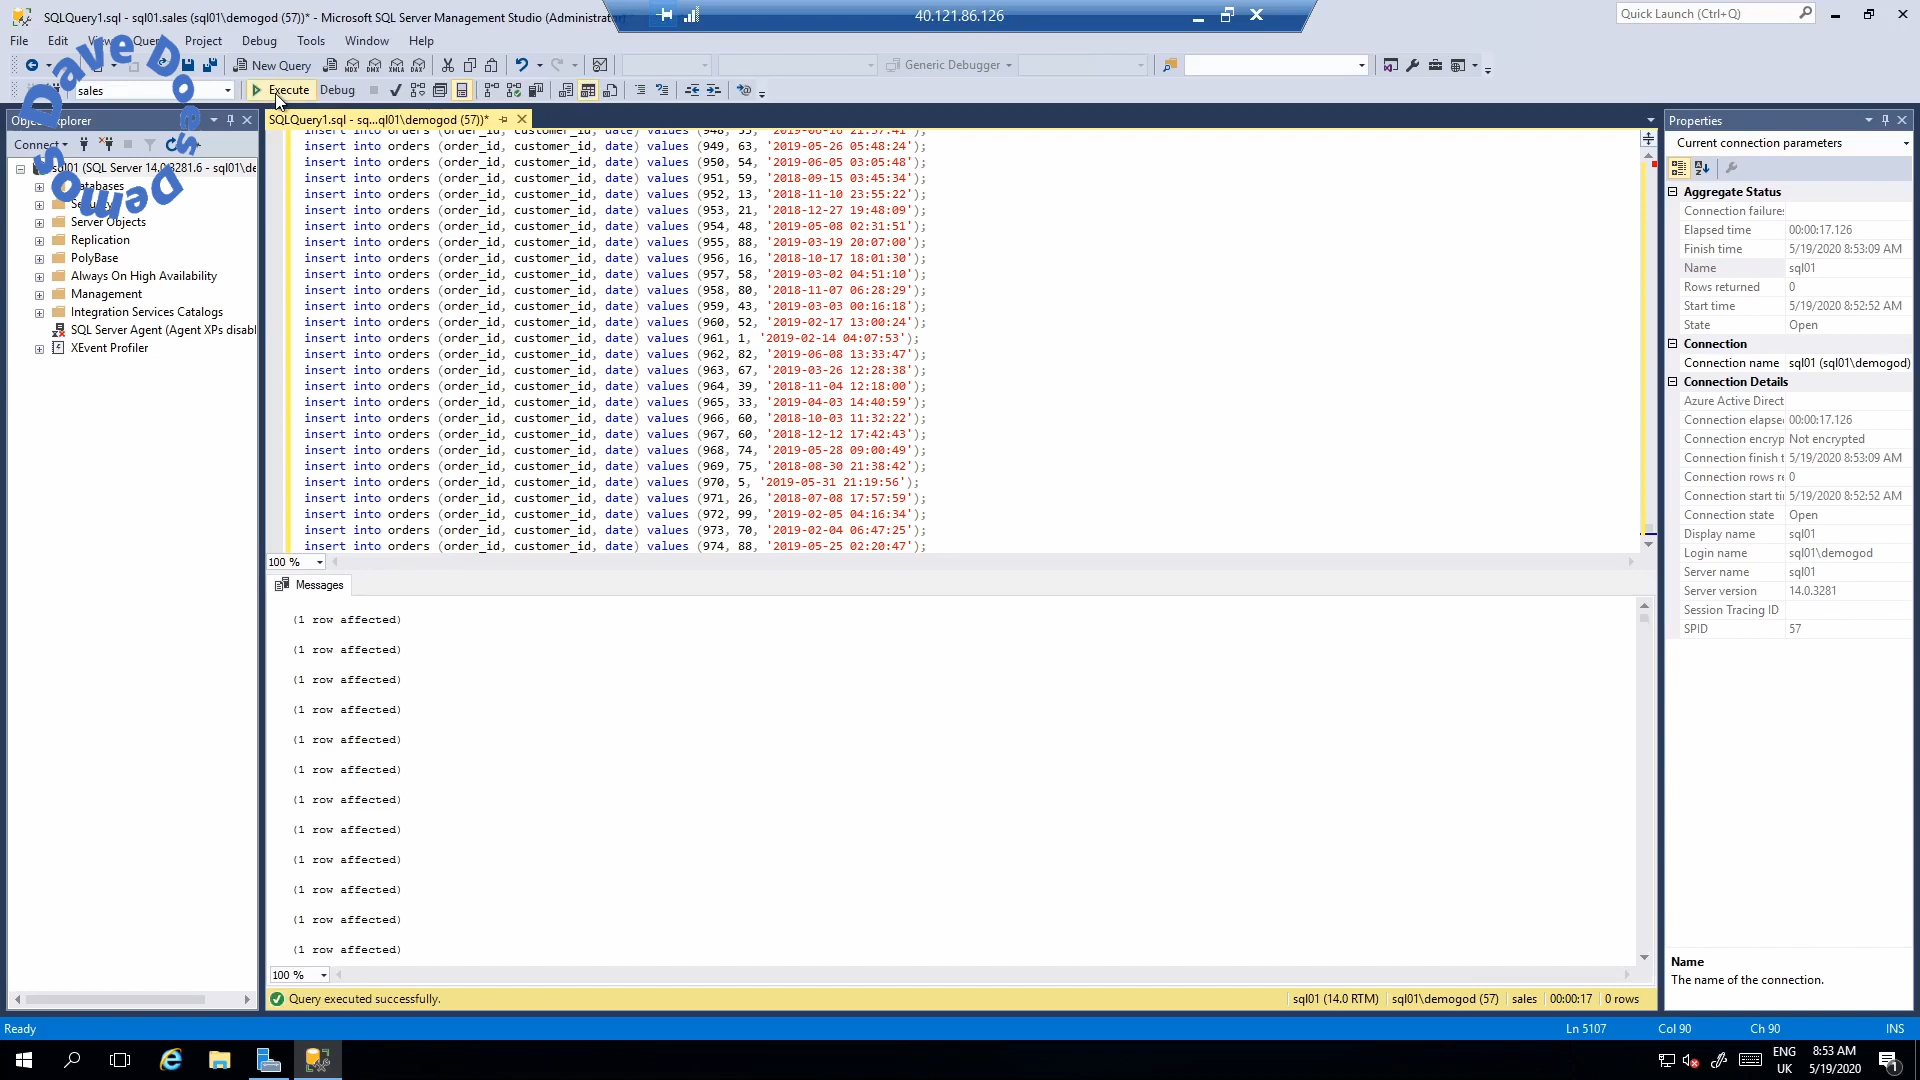 SQLQuery1.sql - sql01.sales (sql01\demogod (57))* - Microsoft SQL Server Management Studio (Administrat
40.121.86.126
Quick Launch (Ctrl+Q)
File Edit Project Debug Tools Window Help
New Query
Generic Debugger
sales
Execute
Debug
Dave Does Demos
Connect
SQLQuery1.sql - sq...ql01\demogod (57))*
sql01 (SQL Server 14.0.3281.6 - sql01\de
Databases
Security
Server Objects
Replication
PolyBase
Always On High Availability
Management
Integration Services Catalogs
SQL Server Agent (Agent XPs disabl
XEvent Profiler
insert into orders (order_id, customer_id, date) values (949, 63, '2019-05-26 05:48:24');
insert into orders (order_id, customer_id, date) values (950, 54, '2019-06-05 03:05:48');
insert into orders (order_id, customer_id, date) values (951, 59, '2018-09-15 03:45:34');
insert into orders (order_id, customer_id, date) values (952, 13, '2018-11-10 23:55:22');
insert into orders (order_id, customer_id, date) values (953, 21, '2018-12-27 19:48:09');
insert into orders (order_id, customer_id, date) values (954, 48, '2019-05-08 02:31:51');
insert into orders (order_id, customer_id, date) values (955, 88, '2019-03-19 20:07:00');
insert into orders (order_id, customer_id, date) values (956, 16, '2018-10-17 18:01:30');
insert into orders (order_id, customer_id, date) values (957, 58, '2019-03-02 04:51:10');
insert into orders (order_id, customer_id, date) values (958, 80, '2018-11-07 06:28:29');
insert into orders (order_id, customer_id, date) values (959, 43, '2019-03-03 00:16:18');
insert into orders (order_id, customer_id, date) values (960, 52, '2019-02-17 13:00:24');
insert into orders (order_id, customer_id, date) values (961, 1, '2019-02-14 04:07:53');
insert into orders (order_id, customer_id, date) values (962, 82, '2019-06-08 13:33:47');
insert into orders (order_id, customer_id, date) values (963, 67, '2019-03-26 12:28:38');
insert into orders (order_id, customer_id, date) values (964, 39, '2018-11-04 12:18:00');
insert into orders (order_id, customer_id, date) values (965, 33, '2019-04-03 14:40:59');
insert into orders (order_id, customer_id, date) values (966, 60, '2018-10-03 11:32:22');
insert into orders (order_id, customer_id, date) values (967, 60, '2018-12-12 17:42:43');
insert into orders (order_id, customer_id, date) values (968, 74, '2019-05-28 09:00:49');
insert into orders (order_id, customer_id, date) values (969, 75, '2018-08-30 21:38:42');
insert into orders (order_id, customer_id, date) values (970, 5, '2019-05-31 21:19:56');
insert into orders (order_id, customer_id, date) values (971, 26, '2018-07-08 17:57:59');
insert into orders (order_id, customer_id, date) values (972, 99, '2019-02-05 04:16:34');
insert into orders (order_id, customer_id, date) values (973, 70, '2019-02-04 06:47:25');
insert into orders (order_id, customer_id, date) values (974, 88, '2019-05-25 02:20:47');
100 %
Messages
(1 row affected)
(1 row affected)
(1 row affected)
(1 row affected)
(1 row affected)
(1 row affected)
(1 row affected)
(1 row affected)
(1 row affected)
(1 row affected)
(1 row affected)
(1 row affected)
100 %
Query executed successfully.
sql01 (14.0 RTM) sql01\demogod (57) sales 00:00:17 0 rows
Properties
Current connection parameters
Aggregate Status
Connection failures
Elapsed time 00:00:17.126
Finish time 5/19/2020 8:53:09 AM
Name sql01
Rows returned 0
Start time 5/19/2020 8:52:52 AM
State Open
Connection
Connection name sql01 (sql01\demogod)
Connection Details
Azure Active Direct
Connection elapse 00:00:17.126
Connection encryp Not encrypted
Connection finish t 5/19/2020 8:53:09 AM
Connection rows re 0
Connection start ti 5/19/2020 8:52:52 AM
Connection state Open
Display name sql01
Login name sql01\demogod
Server name sql01
Server version 14.0.3281
Session Tracing ID
SPID 57
Name
The name of the connection.
Ready
Ln 5107 Col 90 Ch 90 INS
ENG
UK
8:53 AM
5/19/2020
1